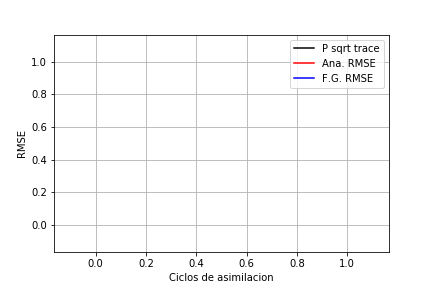 P sqrt trace
Ana. RMSE
F.G. RMSE
1.0
0.8
0.6
0.4
0.2
0.0
RMSE
0.0 0.2 0.4 0.6 0.8 1.0
Ciclos de asimilacion